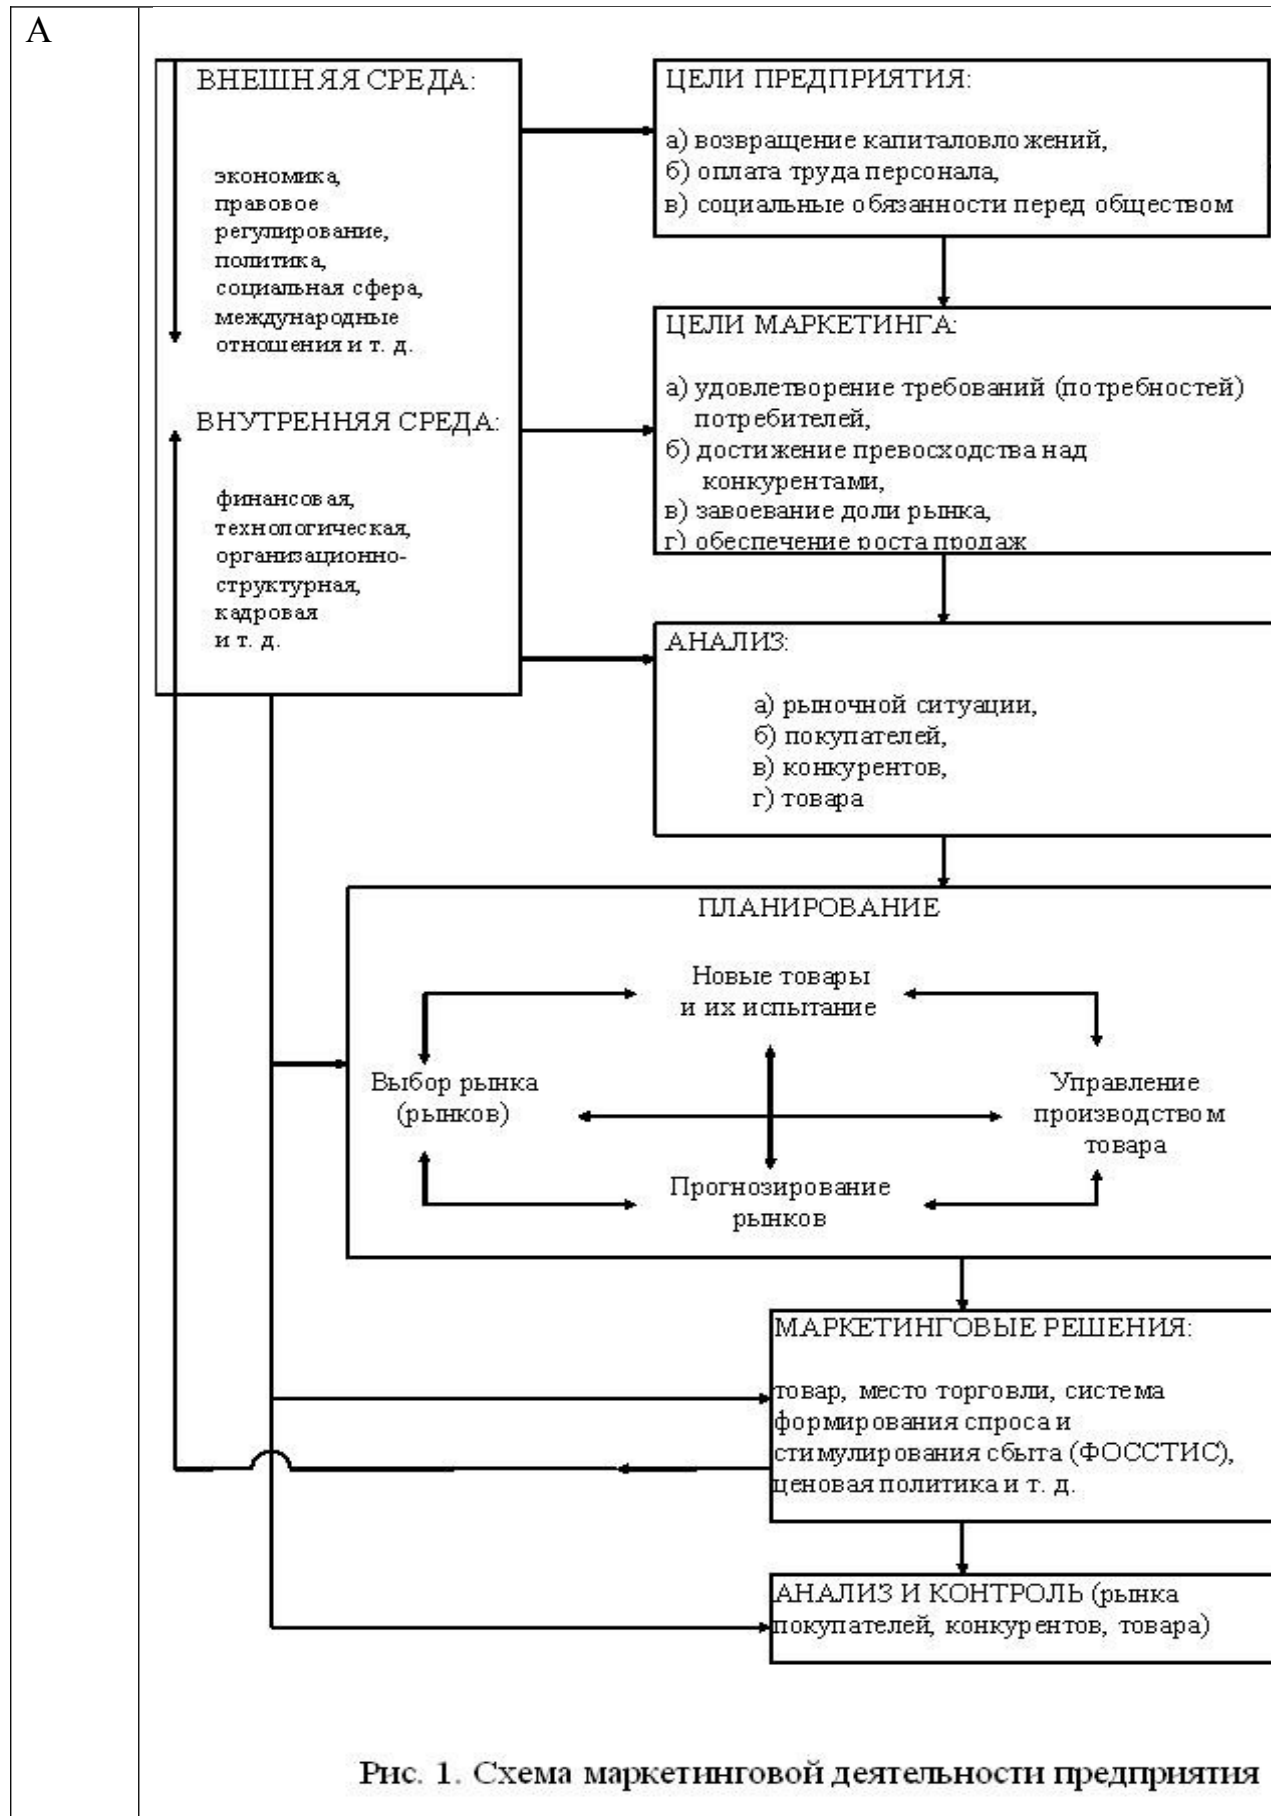 А
ВНЕШНЯЯ СРЕДА:
экономика,
правовое
регулирование,
политика,
социальная сфера,
международные
отношения и т. д.
ВНУТРЕННЯЯ СРЕДА:
финансовая,
технологическая,
организационно-
структурная,
кадровая
и т. д.
ЦЕЛИ ПРЕДПРИЯТИЯ:
а) возвращение капиталовложений,
б) оплата труда персонала,
в) социальные обязанности перед обществом
ЦЕЛИ МАРКЕТИНГА:
а) удовлетворение требований (потребностей)
потребителей,
б) достижение превосходства над
конкурентами,
в) завоевание доли рынка,
г) обеспечение роста продаж
АНАЛИЗ:
а) рыночной ситуации,
б) покупателей,
в) конкурентов,
г) товара
ПЛАНИРОВАНИЕ
Новые товары
и их испытание
Выбор рынка
(рынков)
Управление
производством
товара
Прогнозирование
рынков
МАРКЕТИНГОВЫЕ РЕШЕНИЯ:
товар, место торговли, система
формирования спроса и
стимулирования сбыта (ФОССТИС),
ценовая политика и т. д.
АНАЛИЗ И КОНТРОЛЬ (рынка
покупателей, конкурентов, товара)
Рис. 1. Схема маркетинговой деятельности предприятия